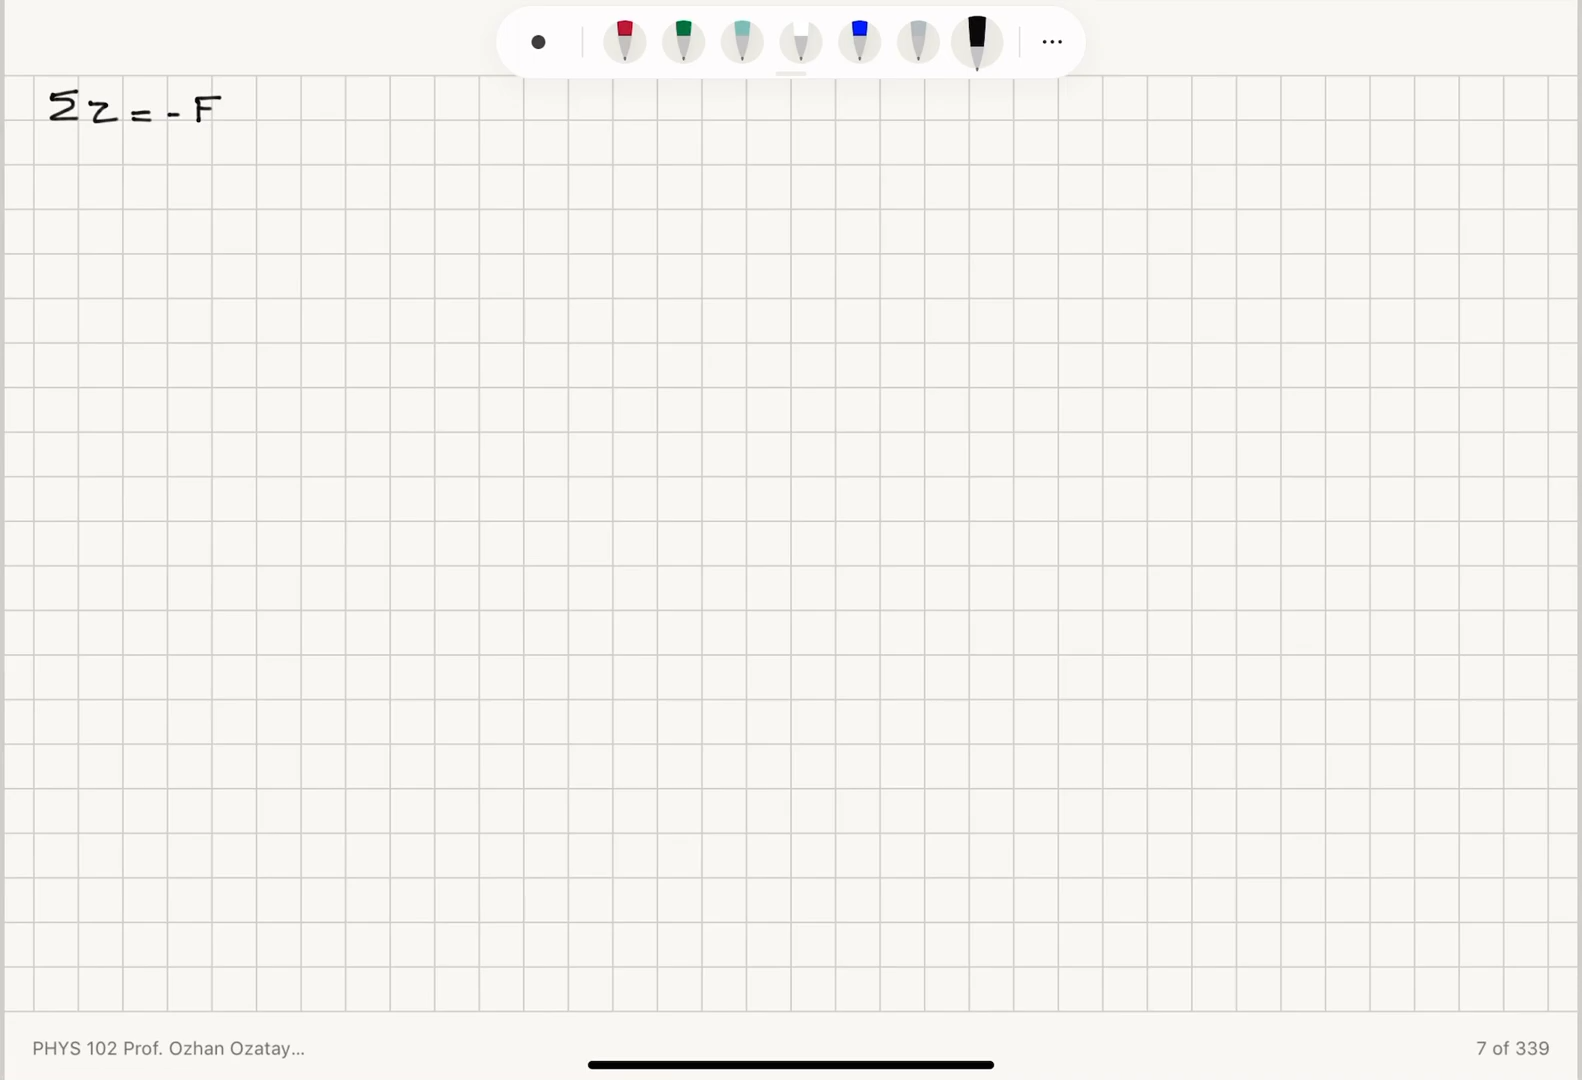 Στ = - F
PHYS 102 Prof. Ozhan Ozatay...
7 of 339